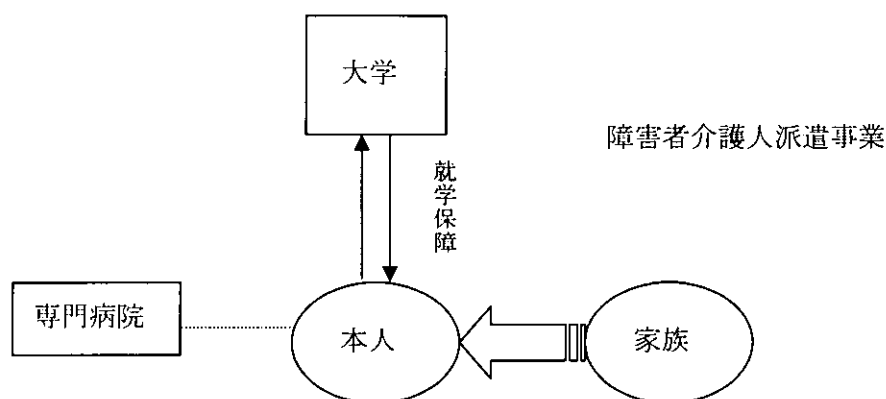 大学
障害者介護人派遣事業
就学保障
専門病院
本人
家族